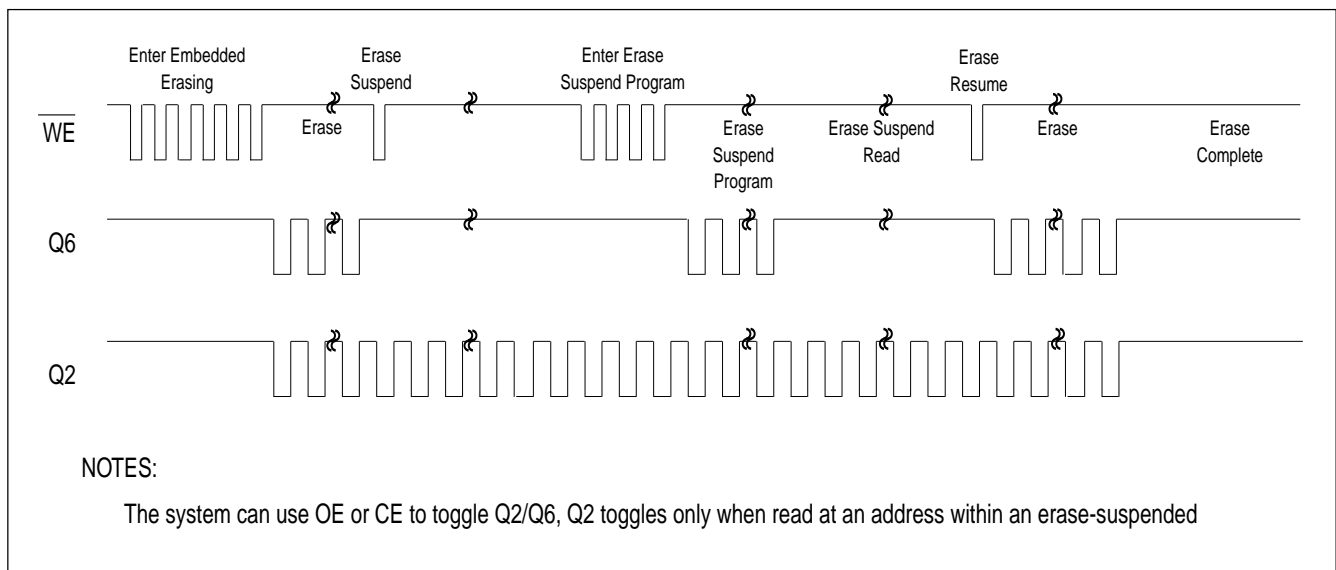 Enter Embedded
Erasing
Erase
Suspend
Enter Erase
Suspend Program
Erase
Resume
WE
Erase
Erase
Suspend
Program
Erase Suspend
Read
Erase
Erase
Complete
Q6
Q2
NOTES:
The system can use OE or CE to toggle Q2/Q6, Q2 toggles only when read at an address within an erase-suspended